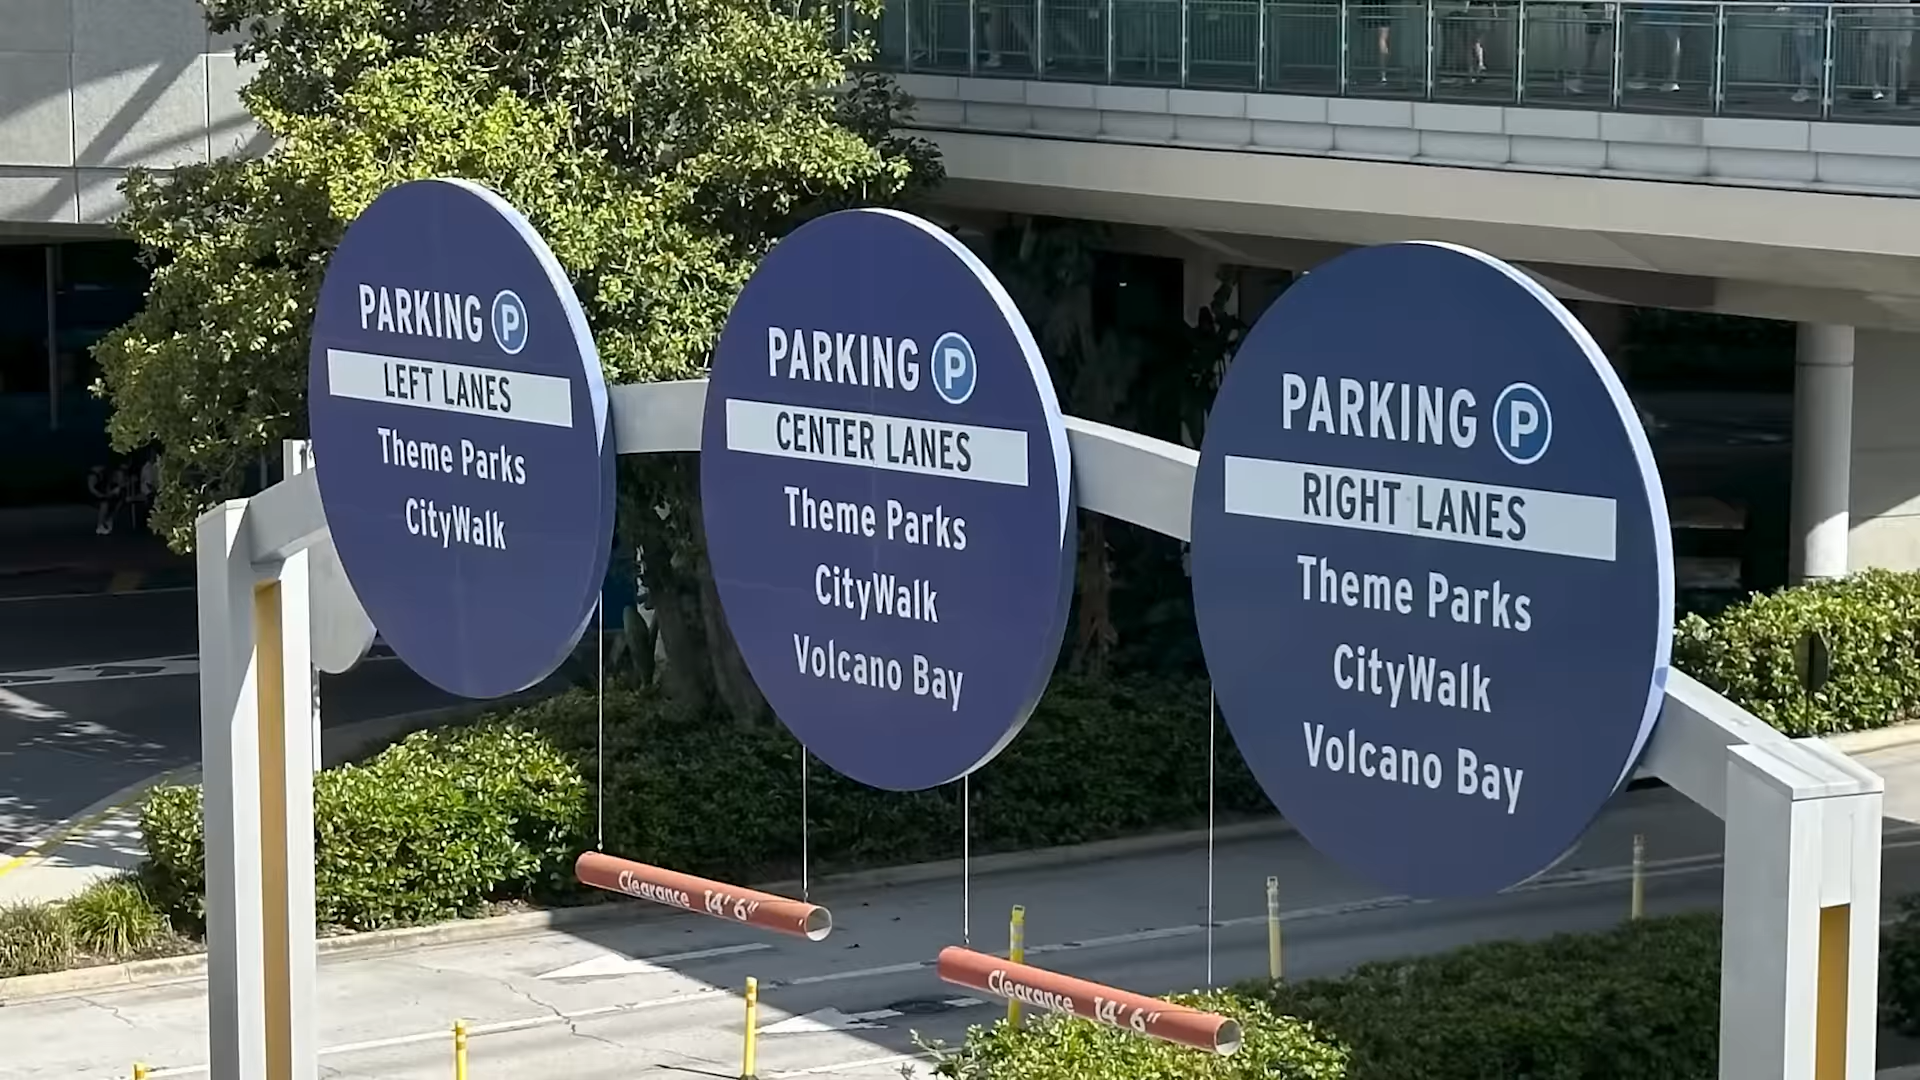 PARKING P
LEFT LANES
Theme Parks
CityWalk
PARKING P
CENTER LANES
Theme Parks
CityWalk
Volcano Bay
PARKING P
RIGHT LANES
Theme Parks
CityWalk
Volcano Bay
Clearance 14' 6"
Clearance 14' 6"